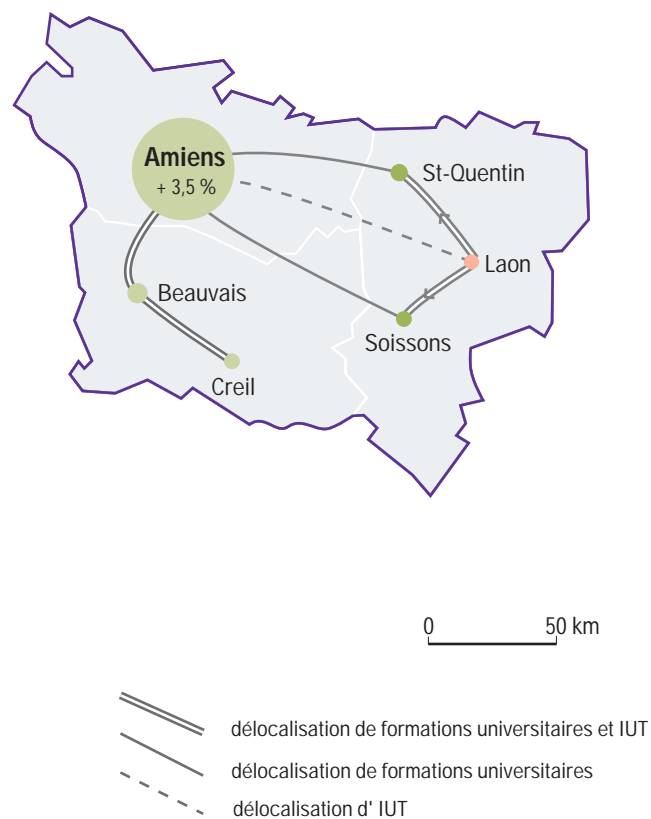 Amiens
+ 3,5 %
St-Quentin
Laon
Beauvais
Soissons
Creil
0 50 km
délocalisation de formations universitaires et IUT
délocalisation de formations universitaires
délocalisation d' IUT